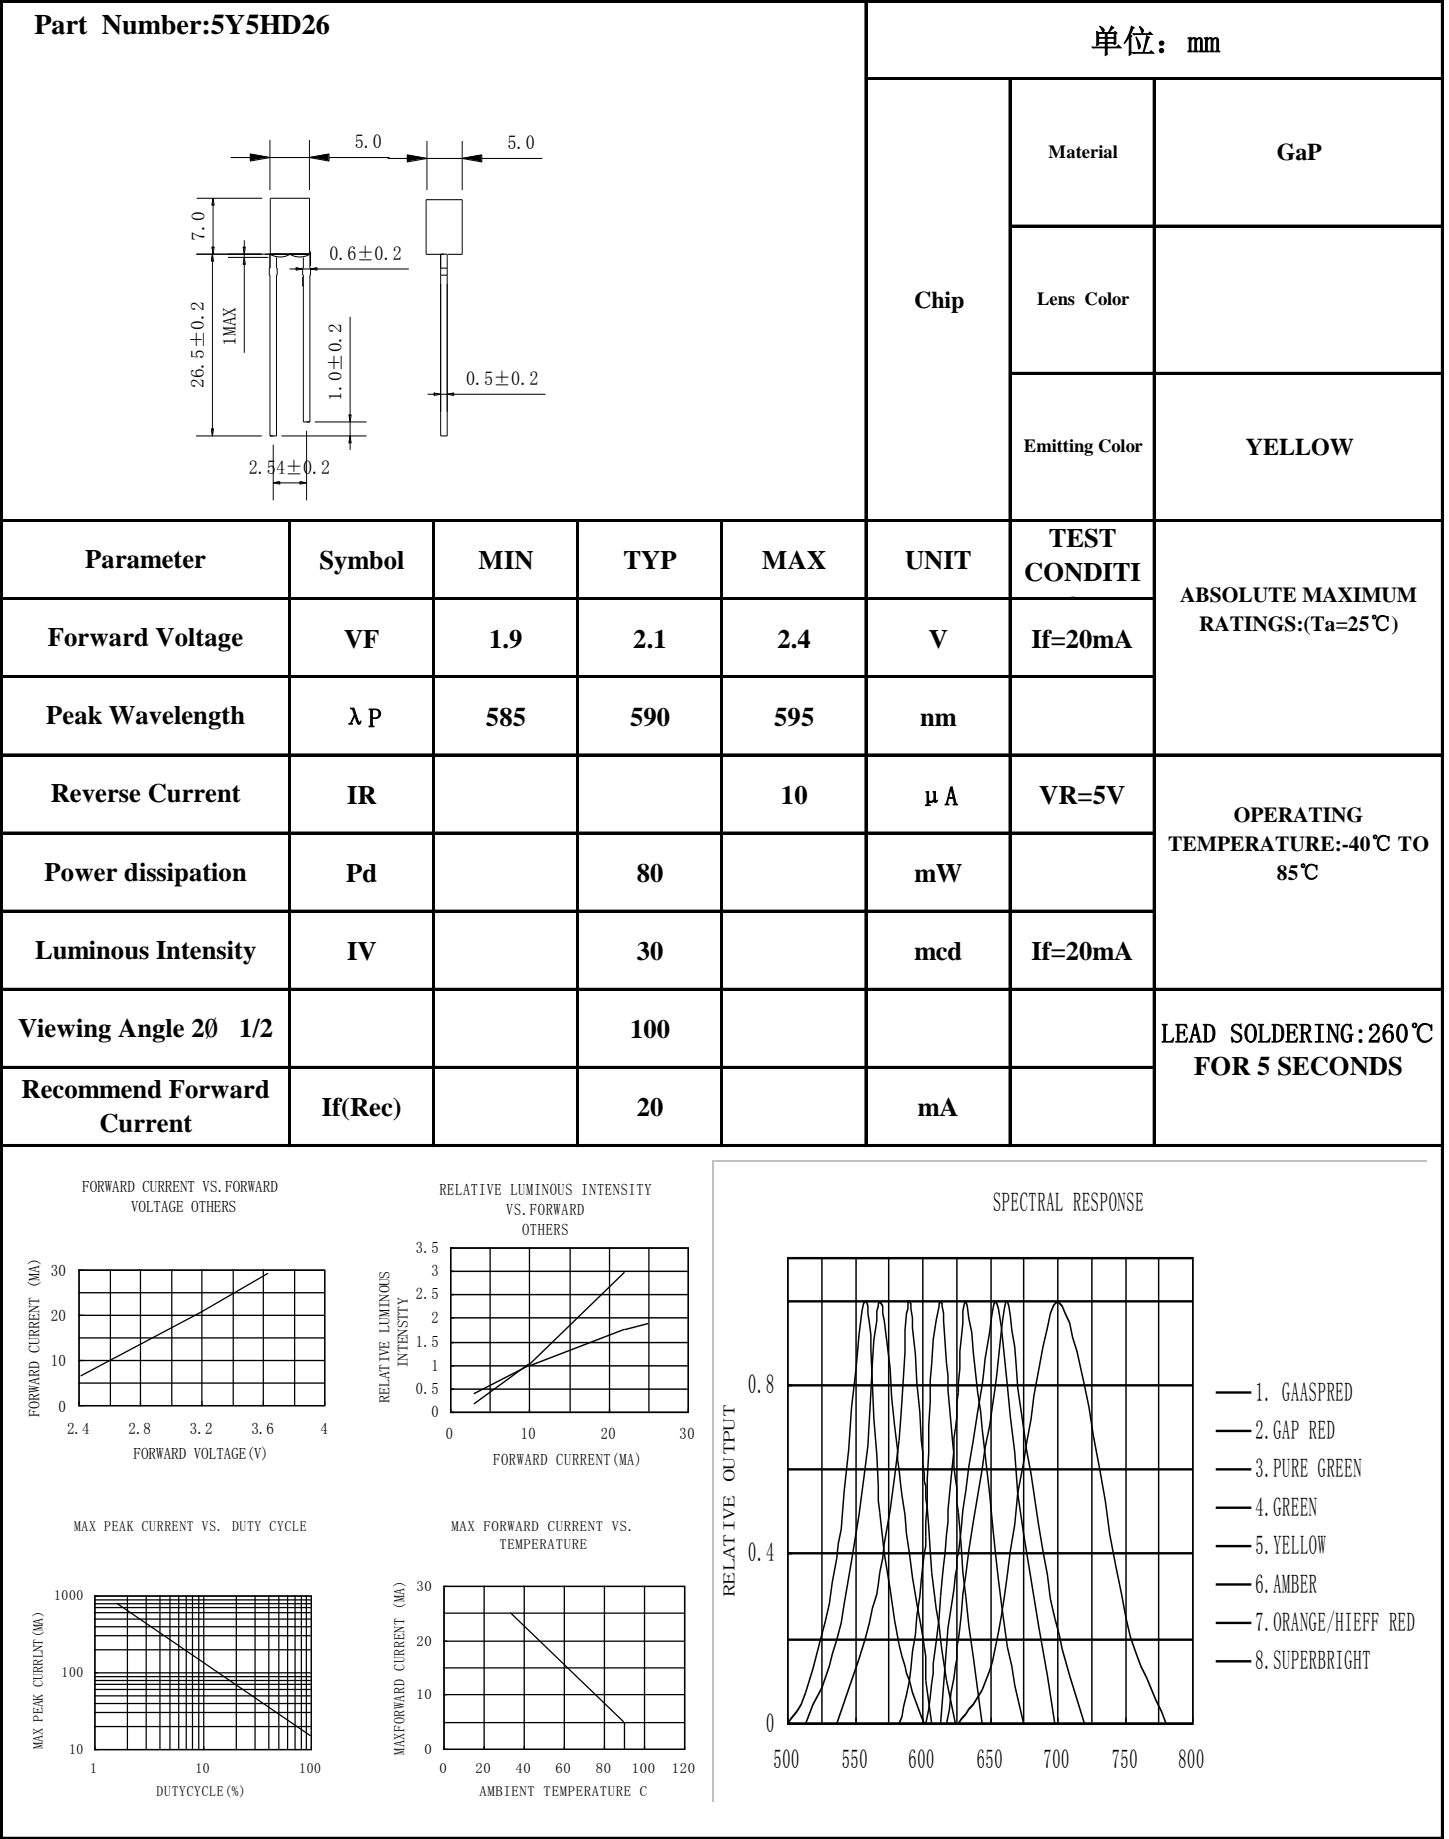 Part Number:5Y5HD26
单位：mm
5.0
5.0
7.0
0.6±0.2
26.5±0.2
1MAX
1.0±0.2
0.5±0.2
2.54±0.2
Chip
Material
GaP
Lens Color
Emitting Color
YELLOW
Parameter Symbol MIN TYP MAX UNIT TEST
CONDITI
ABSOLUTE MAXIMUM
RATINGS:(Ta=25℃)
Forward Voltage VF 1.9 2.1 2.4 V If=20mA
Peak Wavelength λP 585 590 595 nm
Reverse Current IR 10 μA VR=5V
OPERATING
TEMPERATURE:-40℃ TO
85℃
Power dissipation Pd 80 mW
Luminous Intensity IV 30 mcd If=20mA
Viewing Angle 2Ø 1/2 100
LEAD SOLDERING:260℃
FOR 5 SECONDS
Recommend Forward
Current
If(Rec) 20 mA
FORWARD CURRENT VS.FORWARD
VOLTAGE OTHERS
FORWARD CURRENT (MA)
30
20
10
0
2.4 2.8 3.2 3.6 4
FORWARD VOLTAGE(V)
RELATIVE LUMINOUS INTENSITY
VS.FORWARD
OTHERS
RELATIVE LUMINOUS
INTENSTTY
3.5
3
2.5
2
1.5
1
0.5
0
0 10 20 30
FORWARD CURRENT(MA)
MAX PEAK CURRENT VS. DUTY CYCLE
MAX PEAK CURRLNT(MA)
1000
100
10
1 10 100
DUTYCYCLE(%)
MAX FORWARD CURRENT VS.
TEMPERATURE
MAXFORWARD CURRENT (MA)
30
20
10
0
0 20 40 60 80 100 120
AMBIENT TEMPERATURE C
SPECTRAL RESPONSE
RELATIVE OUTPUT
0.8
0.4
0
500 550 600 650 700 750 800
1. GAASPRED
2.GAP RED
3.PURE GREEN
4.GREEN
5.YELLOW
6.AMBER
7.ORANGE/HIEFF RED
8.SUPERBRIGHT